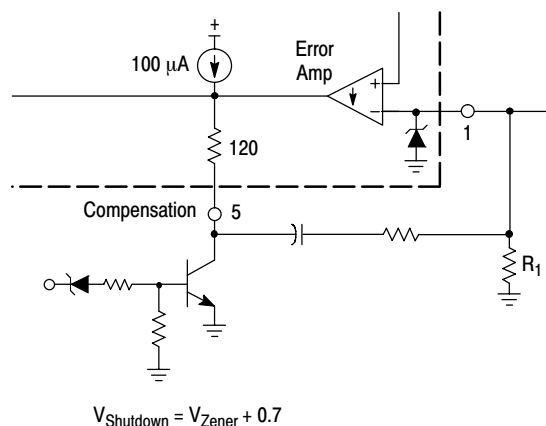 +
100 μA
Error
Amp
+
−
1
120
Compensation
5
R1
VShutdown = VZener + 0.7